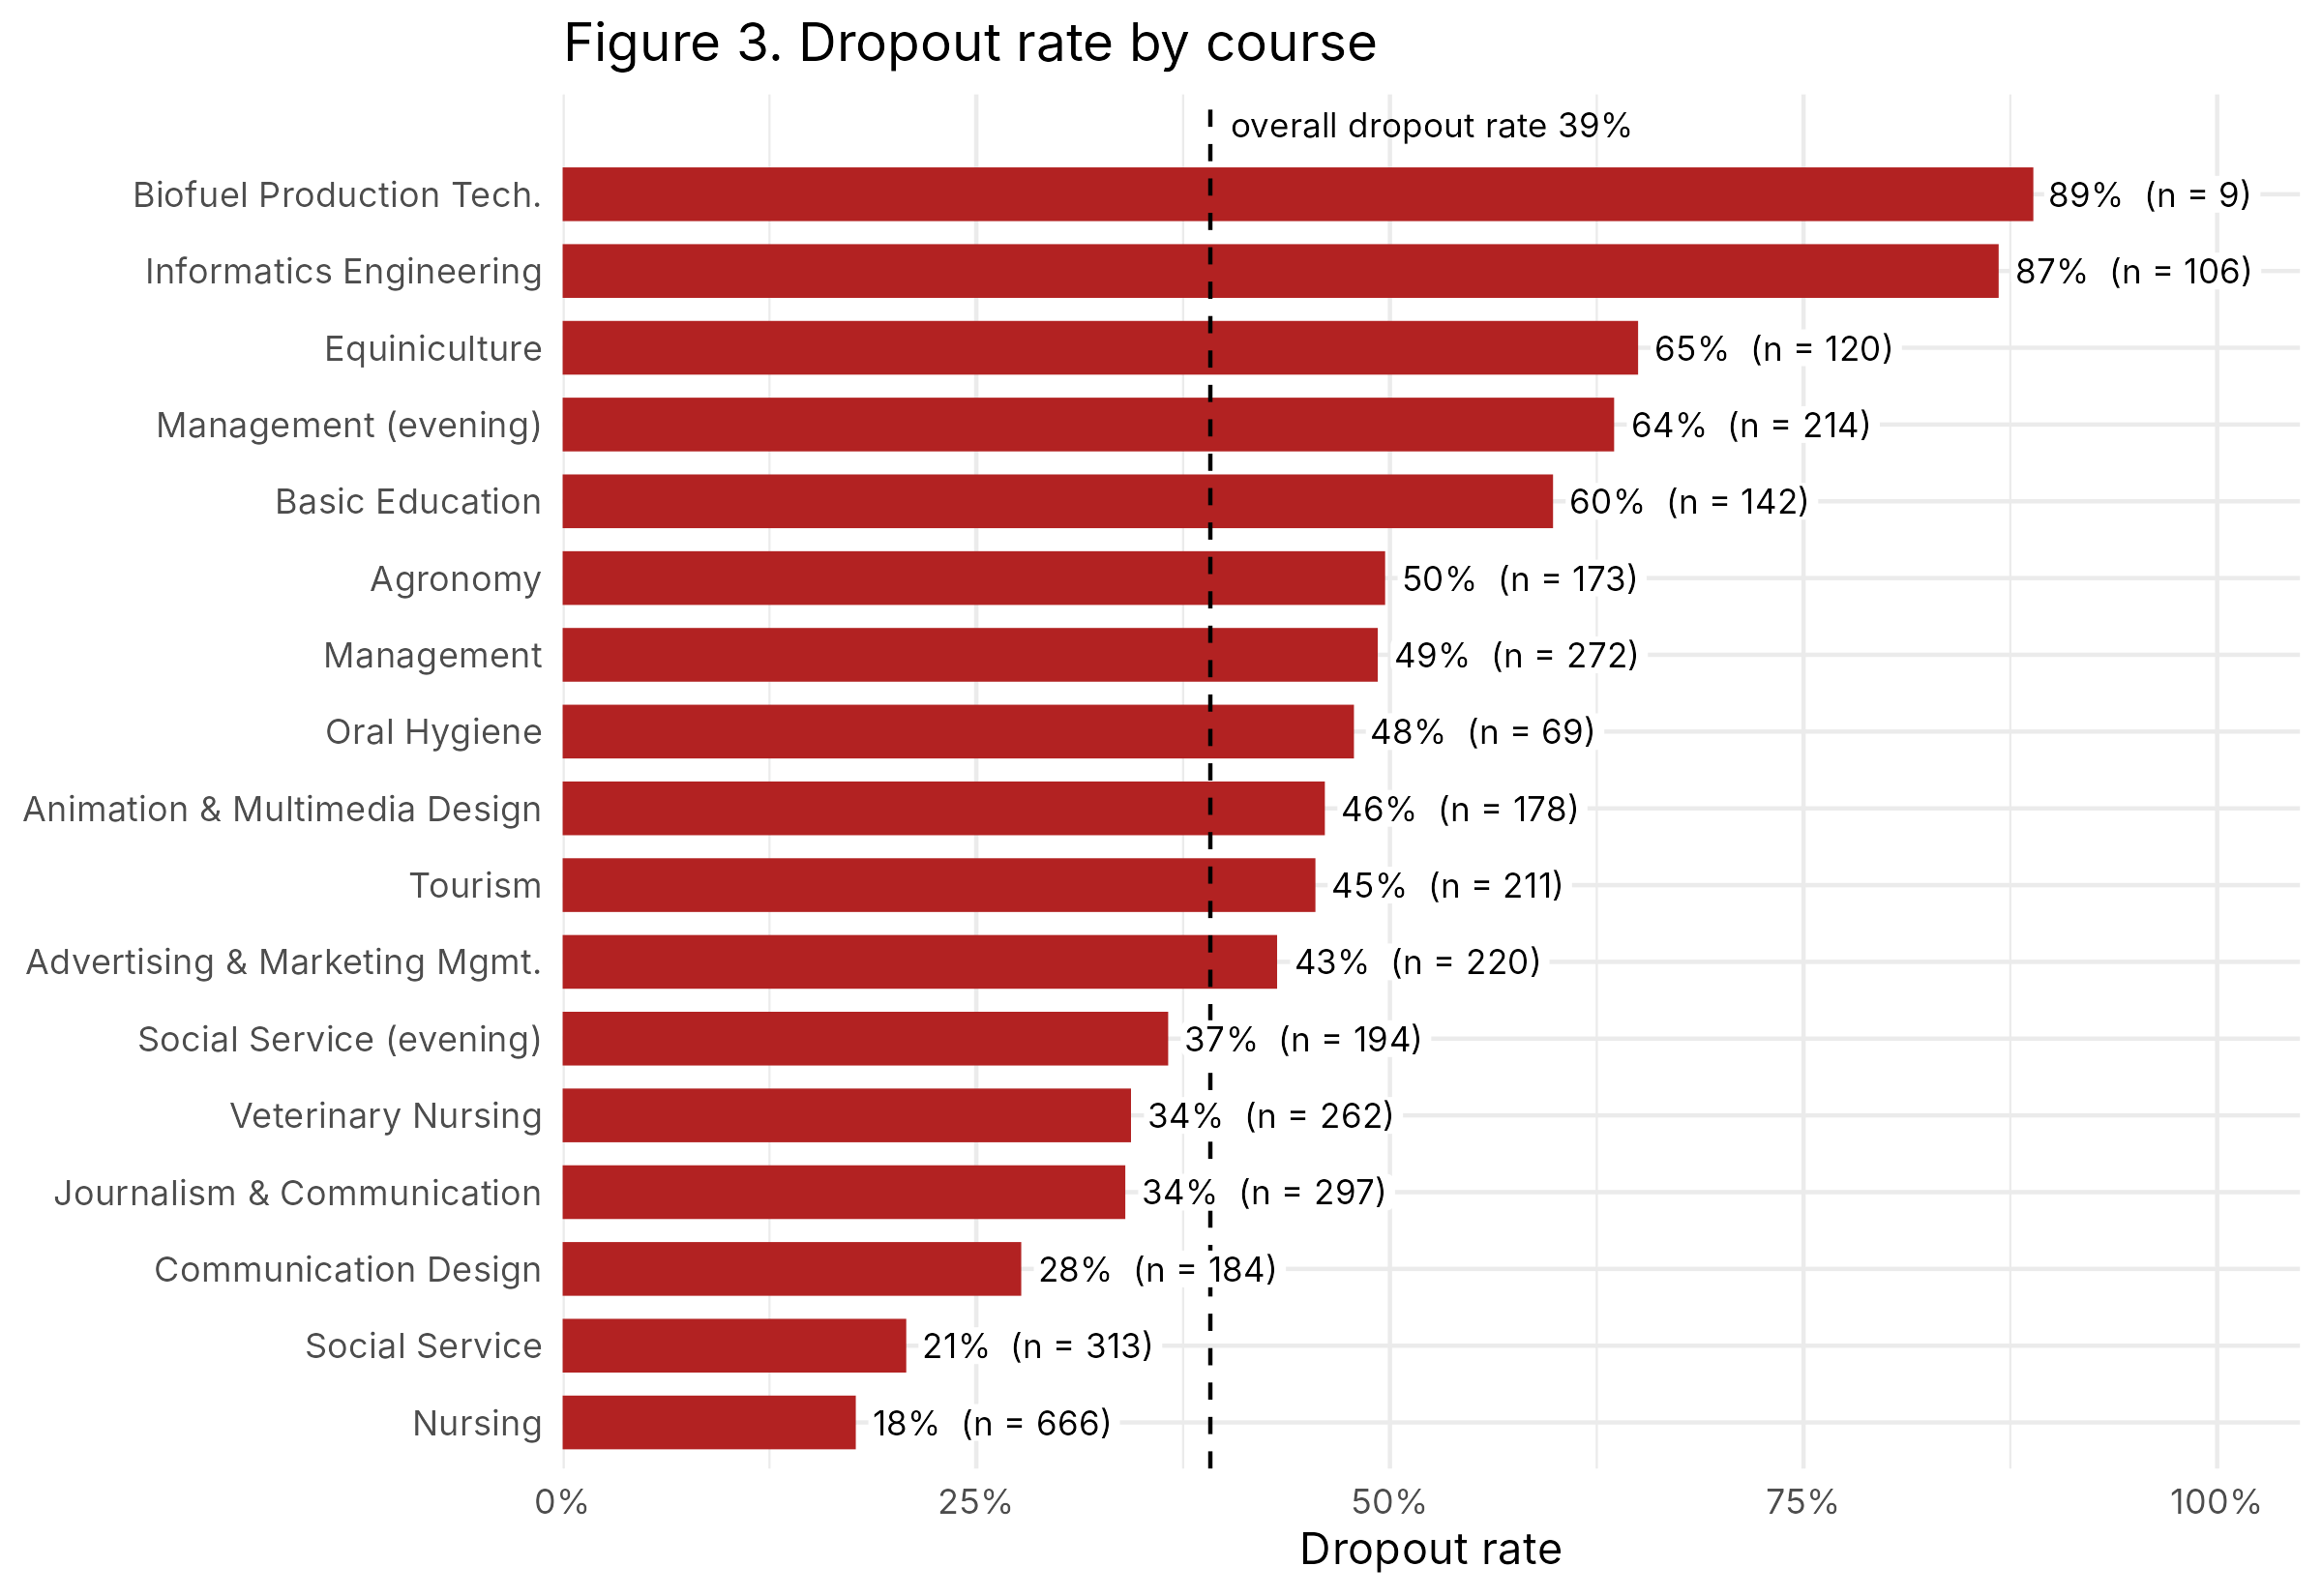 Figure 3. Dropout rate by course
overall dropout rate 39%
Biofuel Production Tech. 89% (n = 9)
Informatics Engineering 87% (n = 106)
Equiniculture 65% (n = 120)
Management (evening) 64% (n = 214)
Basic Education 60% (n = 142)
Agronomy 50% (n = 173)
Management 49% (n = 272)
Oral Hygiene 48% (n = 69)
Animation & Multimedia Design 46% (n = 178)
Tourism 45% (n = 211)
Advertising & Marketing Mgmt. 43% (n = 220)
Social Service (evening) 37% (n = 194)
Veterinary Nursing 34% (n = 262)
Journalism & Communication 34% (n = 297)
Communication Design 28% (n = 184)
Social Service 21% (n = 313)
Nursing 18% (n = 666)
0% 25% 50% 75% 100%
Dropout rate